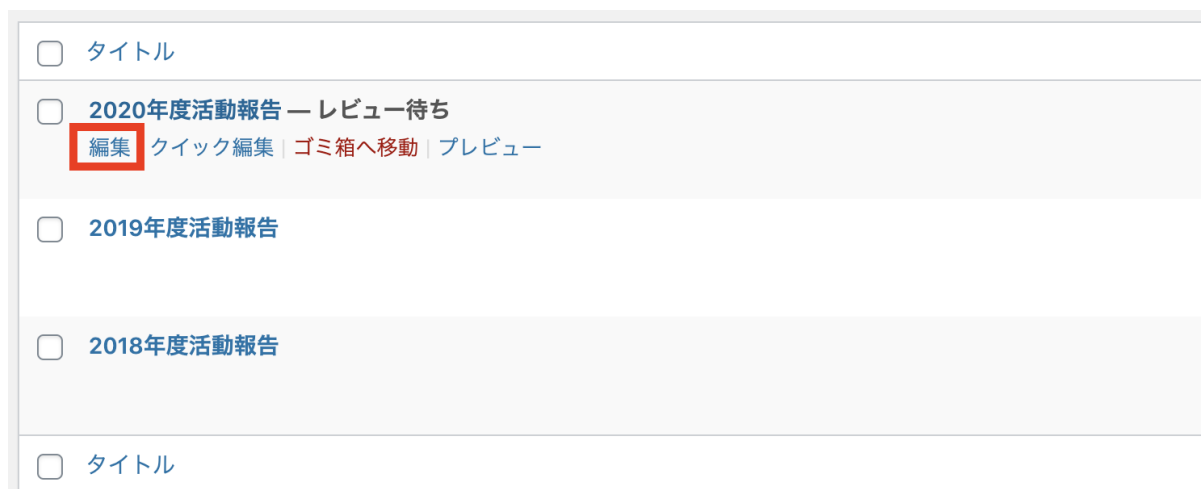 タイトル
2020年度活動報告 — レビュー待ち
編集 クイック編集 | ゴミ箱へ移動 | プレビュー
2019年度活動報告
2018年度活動報告
タイトル